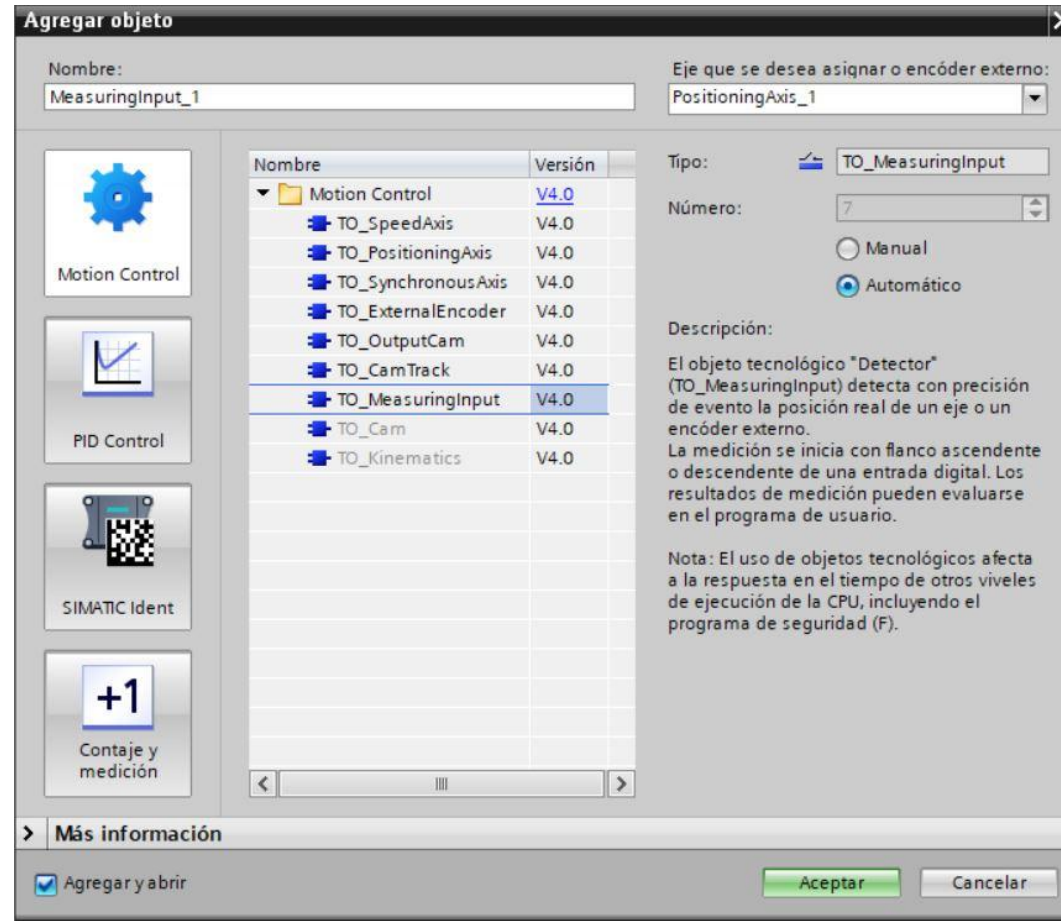 Agregar objeto
Nombre:
MeasuringInput_1
Eje que se desea asignar o encóder externo:
PositioningAxis_1
Motion Control
PID Control
SIMATIC Ident
+1
Contaje y
medición
Nombre Versión
Motion Control V4.0
TO_SpeedAxis V4.0
TO_PositioningAxis V4.0
TO_SynchronousAxis V4.0
TO_ExternalEncoder V4.0
TO_OutputCam V4.0
TO_CamTrack V4.0
TO_MeasuringInput V4.0
TO_Cam V4.0
TO_Kinematics V4.0
Tipo: TO_MeasuringInput
Número: 7
Manual
Automático
Descripción:
El objeto tecnológico "Detector"
(TO_MeasuringInput) detecta con precisión
de evento la posición real de un eje o un
encóder externo.
La medición se inicia con flanco ascendente
o descendente de una entrada digital. Los
resultados de medición pueden evaluarse
en el programa de usuario.
Nota: El uso de objetos tecnológicos afecta
a la respuesta en el tiempo de otros viveles
de ejecución de la CPU, incluyendo el
programa de seguridad (F).
Más información
Agregar y abrir
Aceptar
Cancelar